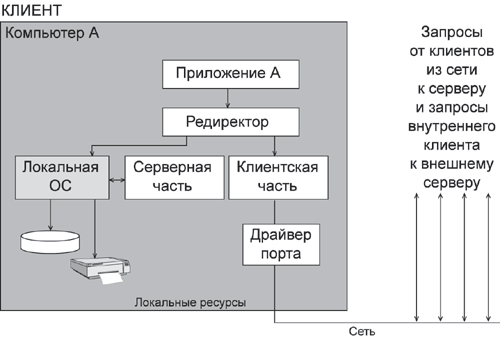 КЛИЕНТ
Компьютер А
Приложение А
Редиректор
Локальная
ОС
Серверная
часть
Клиентская
часть
Драйвер
порта
Локальные ресурсы
Запросы
от клиентов
из сети
к серверу
и запросы
внутреннего
клиента
к внешнему
серверу
Сеть